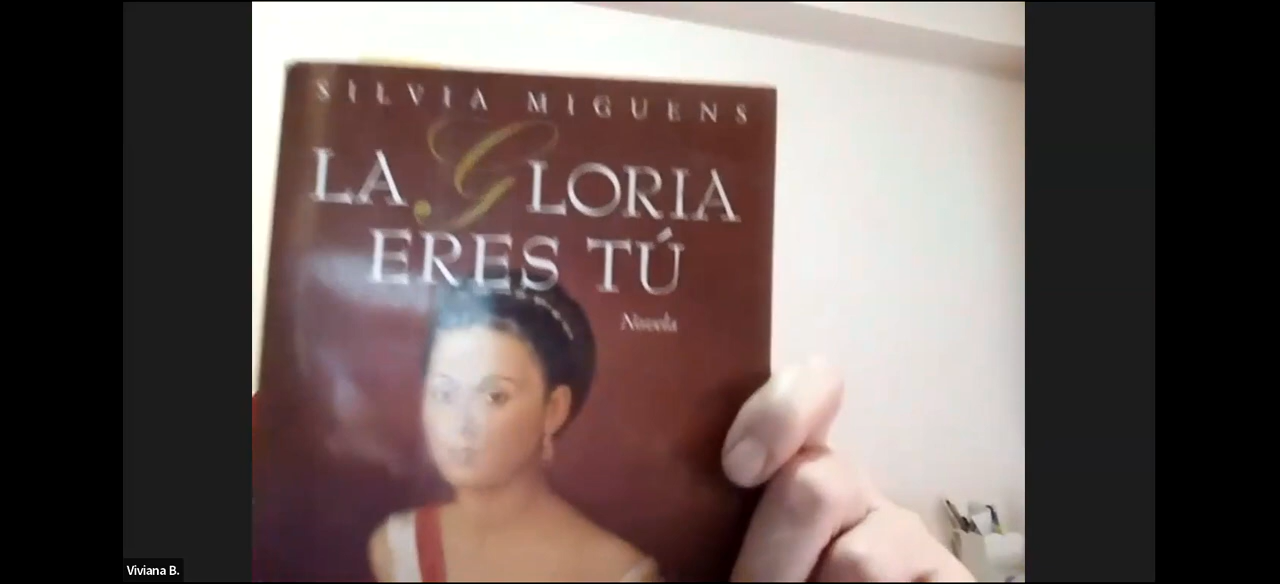 SILVIA MIGUENS
LA GLORIA
ERES TÚ
Novela
Viviana B.